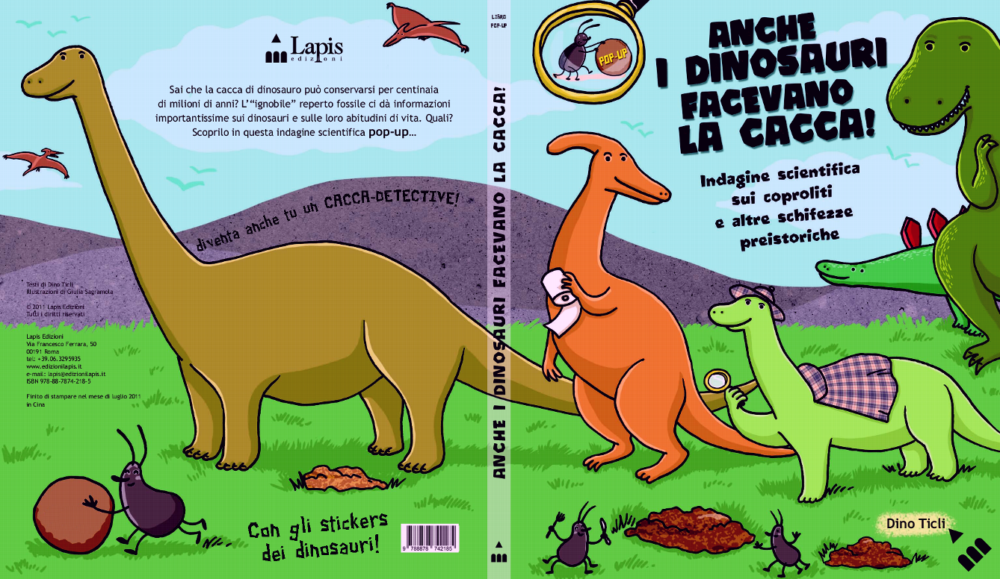 Lapis
edizioni
Sai che la cacca di dinosauro può conservarsi per centinaia
di milioni di anni? L'“ignobile” reperto fossile ci dà informazioni
importantissime sui dinosauri e sulle loro abitudini di vita. Quali?
Scoprilo in questa indagine scientifica pop-up...
diventa anche tu un CACCA-DETECTIVE!
Testi di Dino Ticli
Illustrazioni di Giulia Sagramola
© 2011 Lapis Edizioni
Tutti i diritti riservati
Lapis Edizioni
Via Francesco Ferrara, 50
00191 Roma
tel: +39.06.3295935
www.edizionilapis.it
e-mail: lapis@edizionilapis.it
ISBN 978-88-7874-218-5
Finito di stampare nel mese di luglio 2011
in Cina
Con gli stickers
dei dinosauri!
9 788878 742185
LIBRO
POP-UP
ANCHE I DINOSAURI FACEVANO LA CACCA!
POP-UP
ANCHE
I DINOSAURI
FACEVANO
LA CACCA!
Indagine scientifica
sui coproliti
e altre schifezze
preistoriche
Dino Ticli